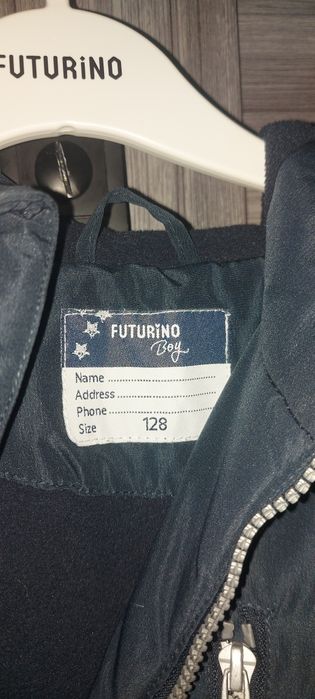 FUTURINO
FUTURINO
Boy
Name ..........................
Address .....................
Phone .........................
Size 128